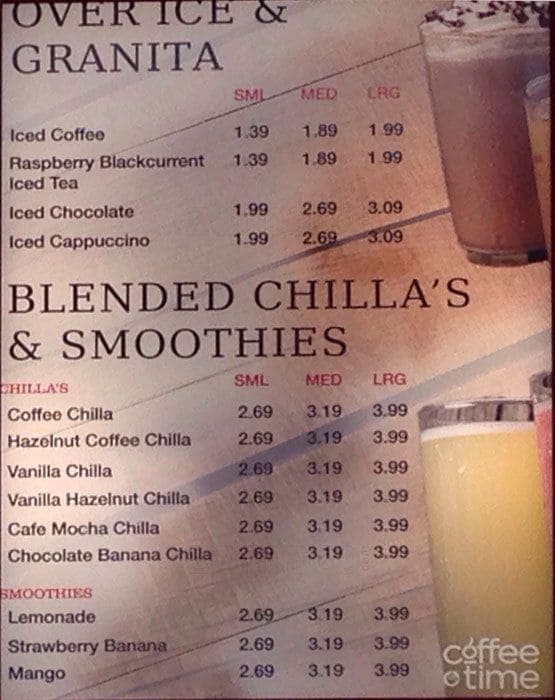 OVER ICE &
GRANITA
SML MED LRG
Iced Coffee 1.39 1.89 1 99
Raspberry Blackcurrent 1.39 1.89 1.99
Iced Tea
Iced Chocolate 1.99 2.69 3.09
Iced Cappuccino 1.99 2.69 3.09
BLENDED CHILLA'S
& SMOOTHIES
CHILLA'S SML MED LRG
Coffee Chilla 2.69 3.19 3.99
Hazelnut Coffee Chilla 2.69 3.19 3.99
Vanilla Chilla 2.69 3.19 3.99
Vanilla Hazelnut Chilla 2.69 3.19 3.99
Cafe Mocha Chilla 2.69 3.19 3.99
Chocolate Banana Chilla 2.69 3.19 3.99
SMOOTHIES
Lemonade 2.69 3.19 3.99
Strawberry Banana 2.69 3.19 3.99
Mango 2.69 3.19 3.99
coffee
time